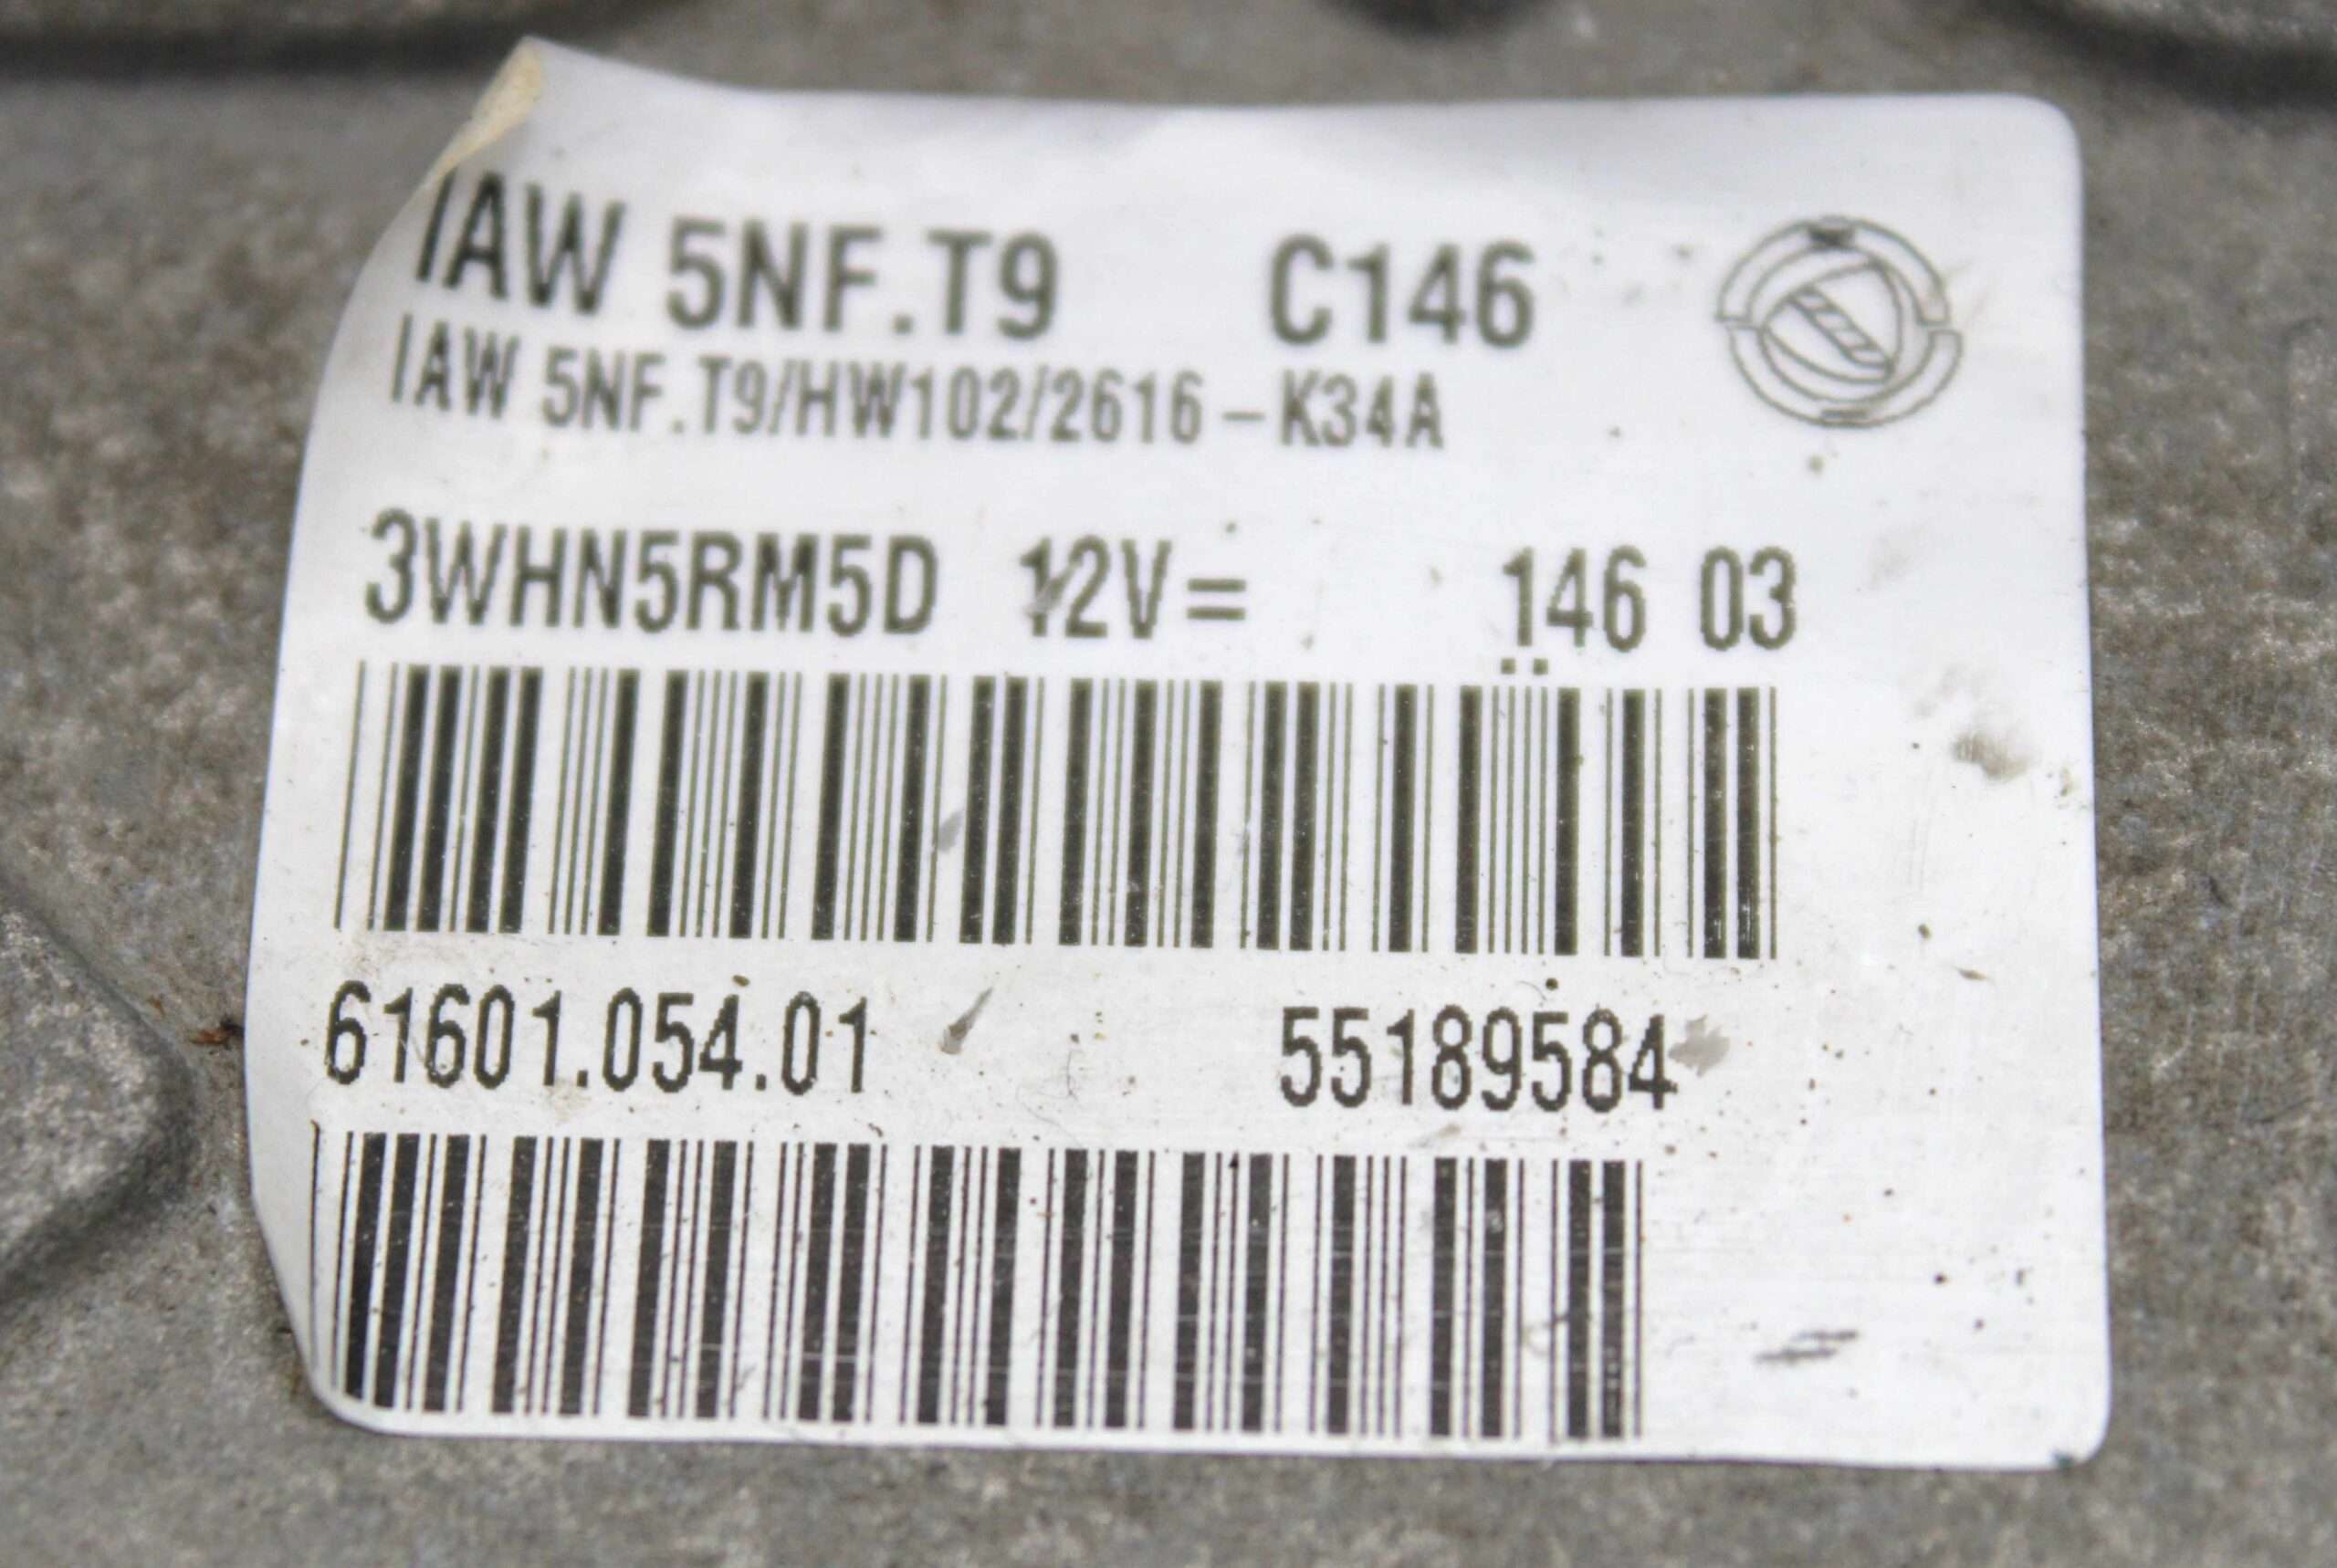 IAW 5NF.T9 C146
IAW 5NF.T9/HW102/2616-K34A
3WHN5RM5D 12V= 146 03
61601.054.01 55189584